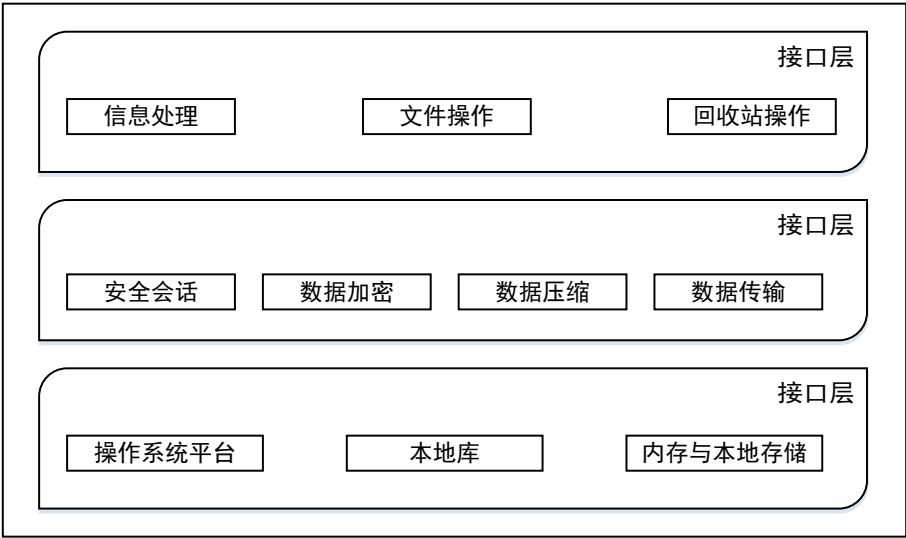 接口层
信息处理 文件操作 回收站操作
接口层
安全会话 数据加密 数据压缩 数据传输
接口层
操作系统平台 本地库 内存与本地存储